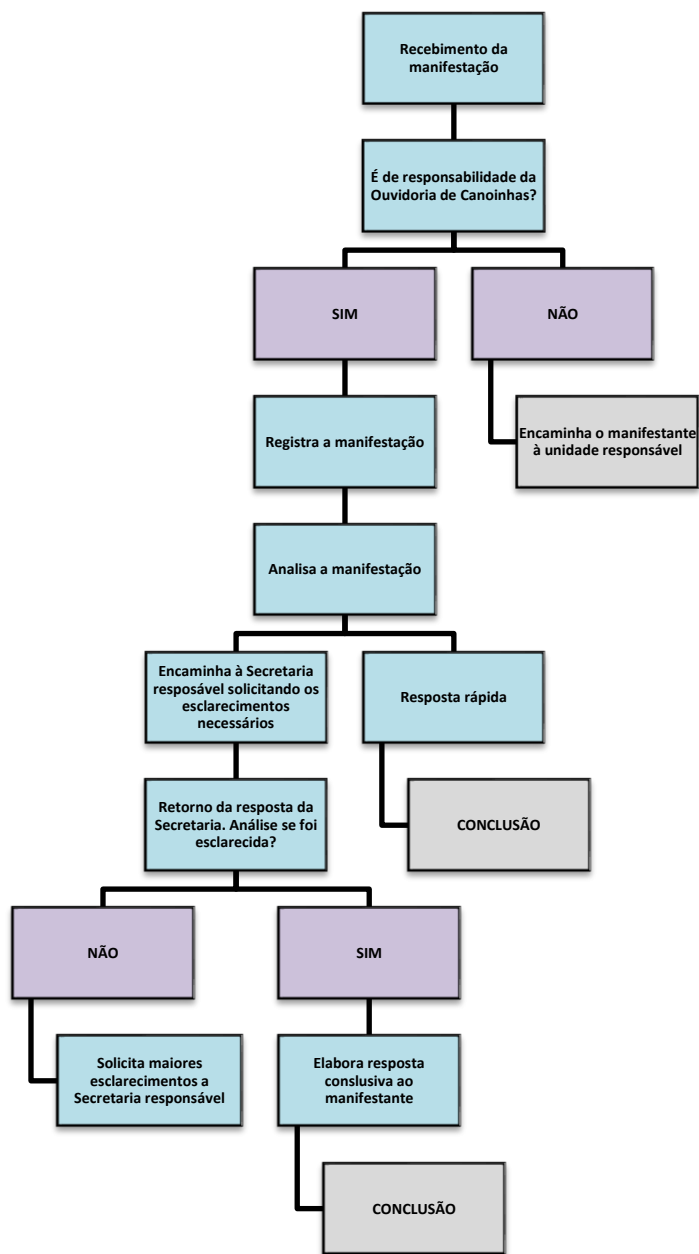 Recebimento da
manifestação
É de responsabilidade da
Ouvidoria de Canoinhas?
SIM
NÃO
Registra a manifestação
Encaminha o manifestante
à unidade responsável
Analisa a manifestação
Encaminha à Secretaria
resposável solicitando os
esclarecimentos
necessários
Resposta rápida
Retorno da resposta da
Secretaria. Análise se foi
esclarecida?
CONCLUSÃO
NÃO
SIM
Solicita maiores
esclarecimentos a
Secretaria responsável
Elabora resposta
conslusiva ao
manifestante
CONCLUSÃO